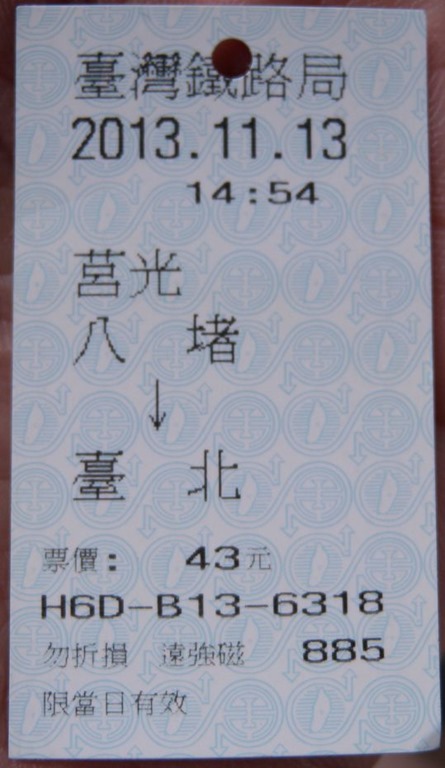 臺灣鐵路局
2013.11.13
14:54
莒光
八 堵
↓
臺 北
票價: 43元
H6D-B13-6318
勿折損 遠強磁 885
限當日有效